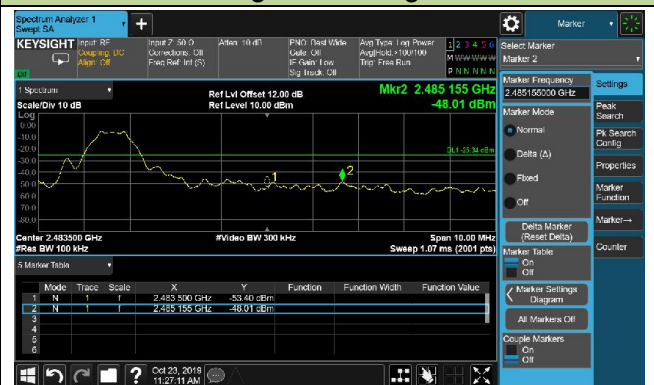 Spectrum Analyzer 1
Swept SA
Marker
KEYSIGHT Input: RF
Coupling: DC
Align: Off
Input Z: 50 Ω
Corrections: Off
Freq Ref: Int (S)
Atten: 10 dB
PNO: Best Wide
Gate: Off
IF Gain: Low
Sig Track: Off
Avg Type: Log Power
Avg|Hold:>100/100
Trig: Free Run
1 2 3 4 5 6
M W W W W W
P N N N N N
Select Marker
Marker 2
Marker Frequency
2.485155000 GHz
Settings
Marker Mode
Normal
Delta (Δ)
Fixed
Off
Delta Marker
(Reset Delta)
Marker Table
On
Off
Marker Settings
Diagram
All Markers Off
Couple Markers
On
Off
Peak
Search
Pk Search
Config
Properties
Marker
Function
Marker→
Counter
1 Spectrum
Scale/Div 10 dB
Ref Lvl Offset 12.00 dB
Ref Level 10.00 dBm
Mkr2 2.485 155 GHz
-48.01 dBm
Log
0.00
-10.0
-20.0
-30.0
-40.0
-50.0
-60.0
-70.0
-80.0
DL1 -25.34 dBm
1
2
Center 2.483500 GHz
#Res BW 100 kHz
#Video BW 300 kHz
Span 10.00 MHz
Sweep 1.07 ms (2001 pts)
5 Marker Table
Mode Trace Scale X Y Function Function Width Function Value
1 N 1 f 2.483 500 GHz -53.40 dBm
2 N 1 f 2.485 155 GHz -48.01 dBm
3
4
5
6
Oct 23, 2019
11:27:11 AM